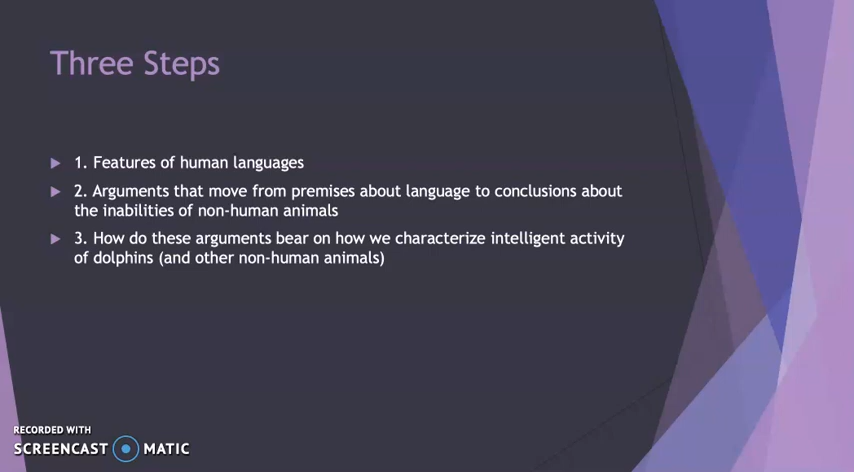 Three Steps
1. Features of human languages
2. Arguments that move from premises about language to conclusions about
the inabilities of non-human animals
3. How do these arguments bear on how we characterize intelligent activity
of dolphins (and other non-human animals)
RECORDED WITH
SCREENCAST MATIC